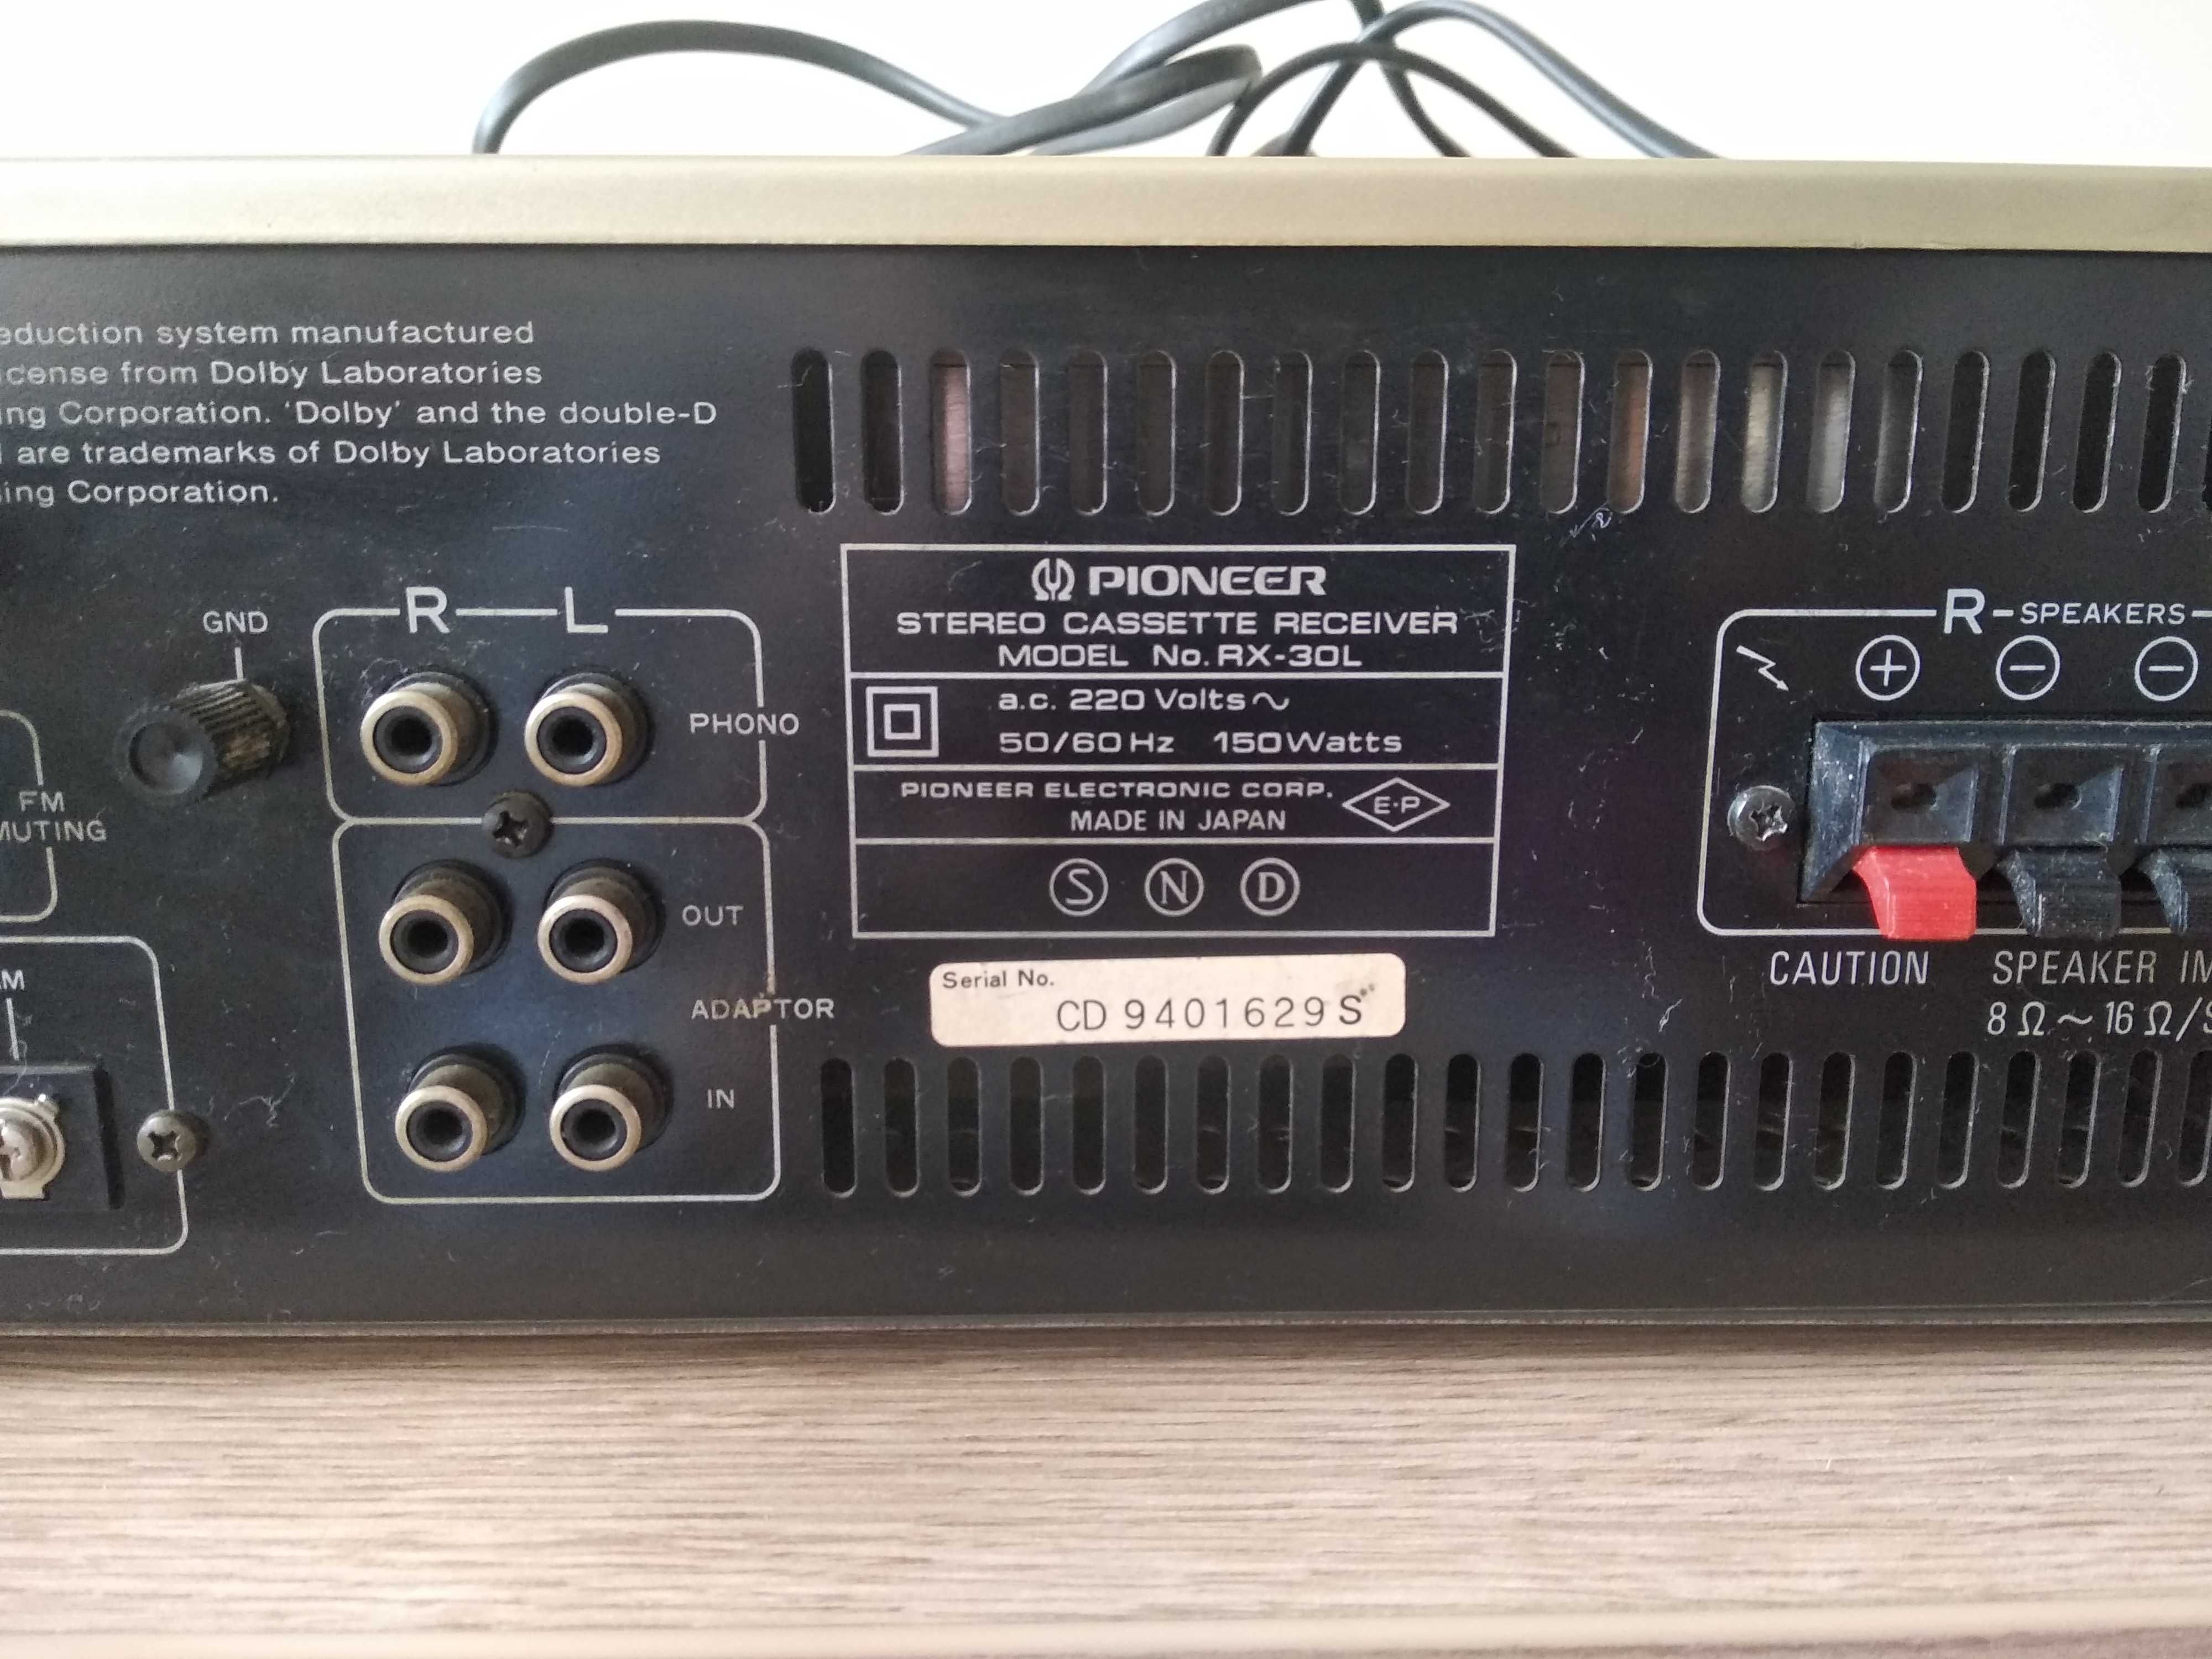 eduction system manufactured
icense from Dolby Laboratories
ing Corporation. 'Dolby' and the double-D
are trademarks of Dolby Laboratories
ing Corporation.
GND
R L
PHONO
FM
MUTING
OUT
ADAPTOR
IN
PIONEER
STEREO CASSETTE RECEIVER
MODEL No. RX-30L
a.c. 220 Volts~
50/60 Hz 150 Watts
PIONEER ELECTRONIC CORP.
MADE IN JAPAN
E·P
S N D
Serial No.
CD 9401629 S
R - SPEAKERS
+ − −
CAUTION SPEAKER IM
8 Ω ~ 16 Ω/S